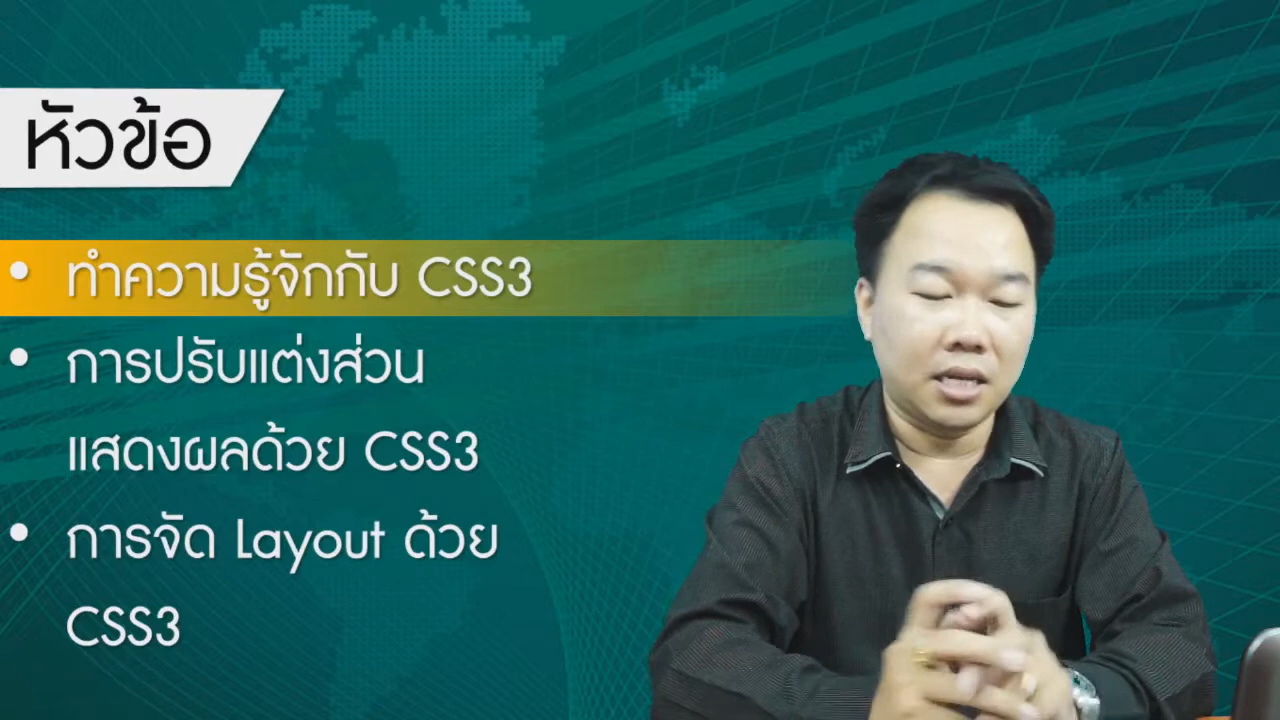 หัวข้อ
• ทำความรู้จักกับ CSS3
• การปรับแต่งส่วน
แสดงผลด้วย CSS3
• การจัด Layout ด้วย
CSS3